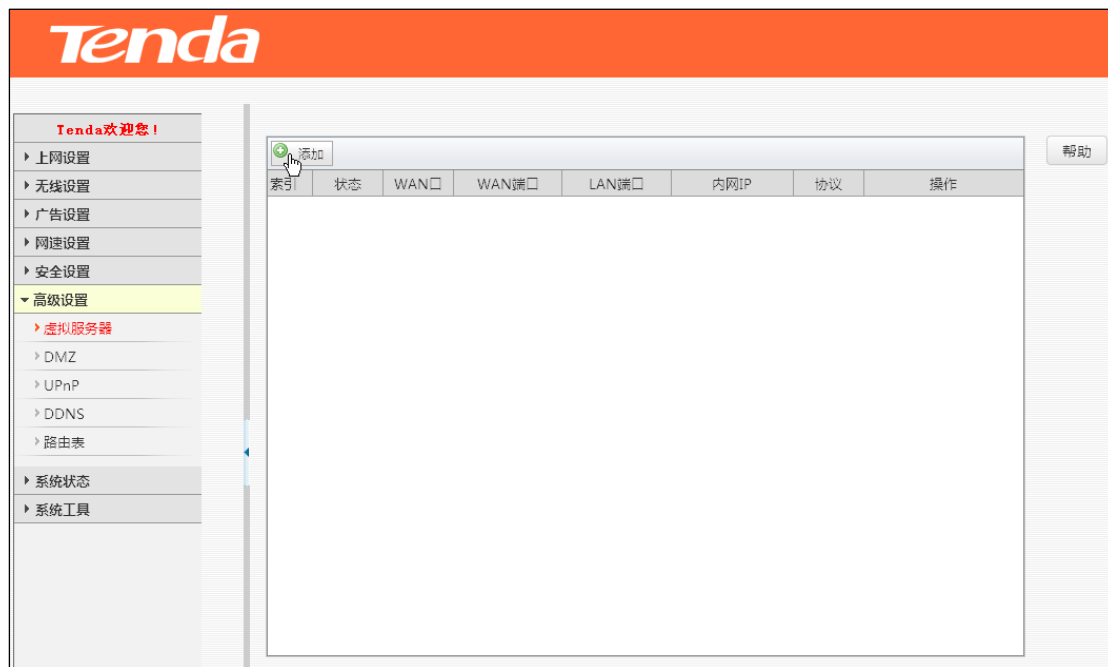 Tenda
Tenda欢迎您!
上网设置
无线设置
广告设置
网速设置
安全设置
高级设置
虚拟服务器
DMZ
UPnP
DDNS
路由表
系统状态
系统工具
添加
索引 状态 WAN口 WAN端口 LAN端口 内网IP 协议 操作
帮助